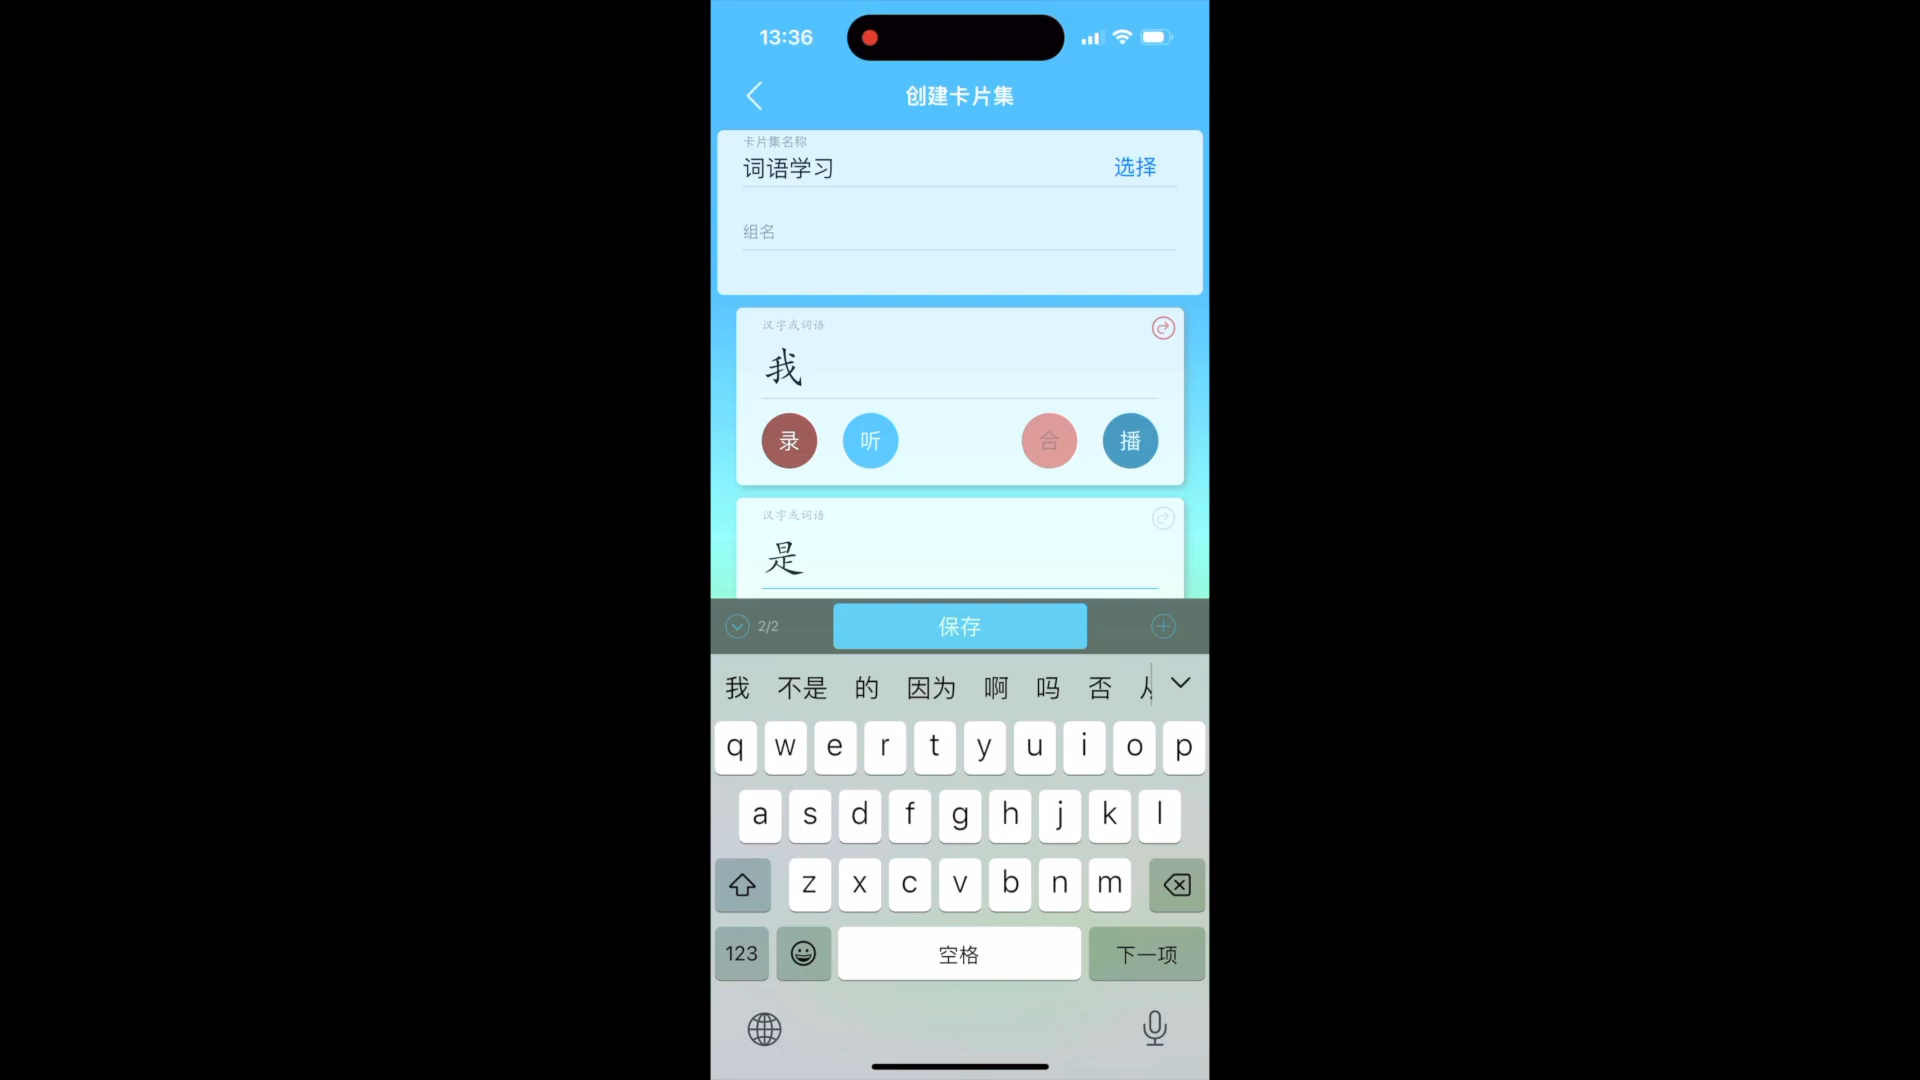 13:36
创建卡片集
卡片集名称
词语学习 选择
组名
汉字或词语
我
录 听 合 播
汉字或词语
是
2/2 保存
我 不是 的 因为 啊 吗 否
q w e r t y u i o p
a s d f g h j k l
z x c v b n m
123 空格 下一项